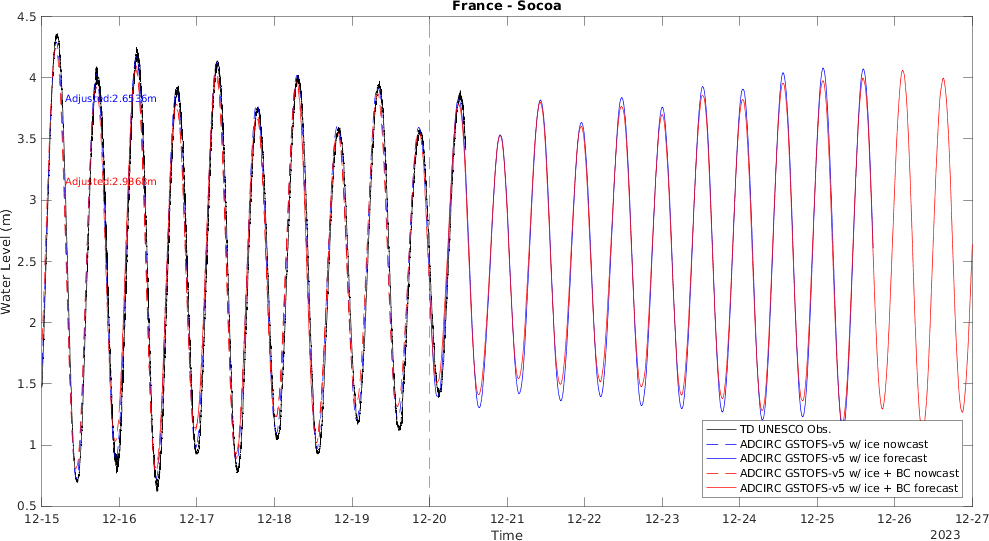 France - Socoa
4.5
4
3.5
3
2.5
2
1.5
1
0.5
Water Level (m)
Adjusted:2.6536m
Adjusted:2.9868m
TD UNESCO Obs.
ADCIRC GSTOFS-v5 w/ ice nowcast
ADCIRC GSTOFS-v5 w/ ice forecast
ADCIRC GSTOFS-v5 w/ ice + BC nowcast
ADCIRC GSTOFS-v5 w/ ice + BC forecast
12-15 12-16 12-17 12-18 12-19 12-20 12-21 12-22 12-23 12-24 12-25 12-26 12-27
Time
2023